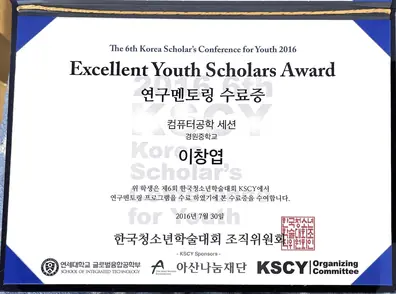 The 6th Korea Scholar's Conference for Youth 2016
Excellent Youth Scholars Award
연구멘토링 수료증
컴퓨터공학 세션
경원중학교
이창엽
위 학생은 제6회 한국청소년학술대회 KSCY에서
연구멘토링 프로그램을 수료 하였기에 본 수료증을 수여합니다.
2016년 7월 30일
한국청소년학술대회 조직위원회
- KSCY Sponsors -
연세대학교 글로벌융합공학부
SCHOOL OF INTEGRATED TECHNOLOGY
아산나눔재단
KSCY Organizing
Committee
2016 6th
KSCY
Korea
Scholar's
for Youth